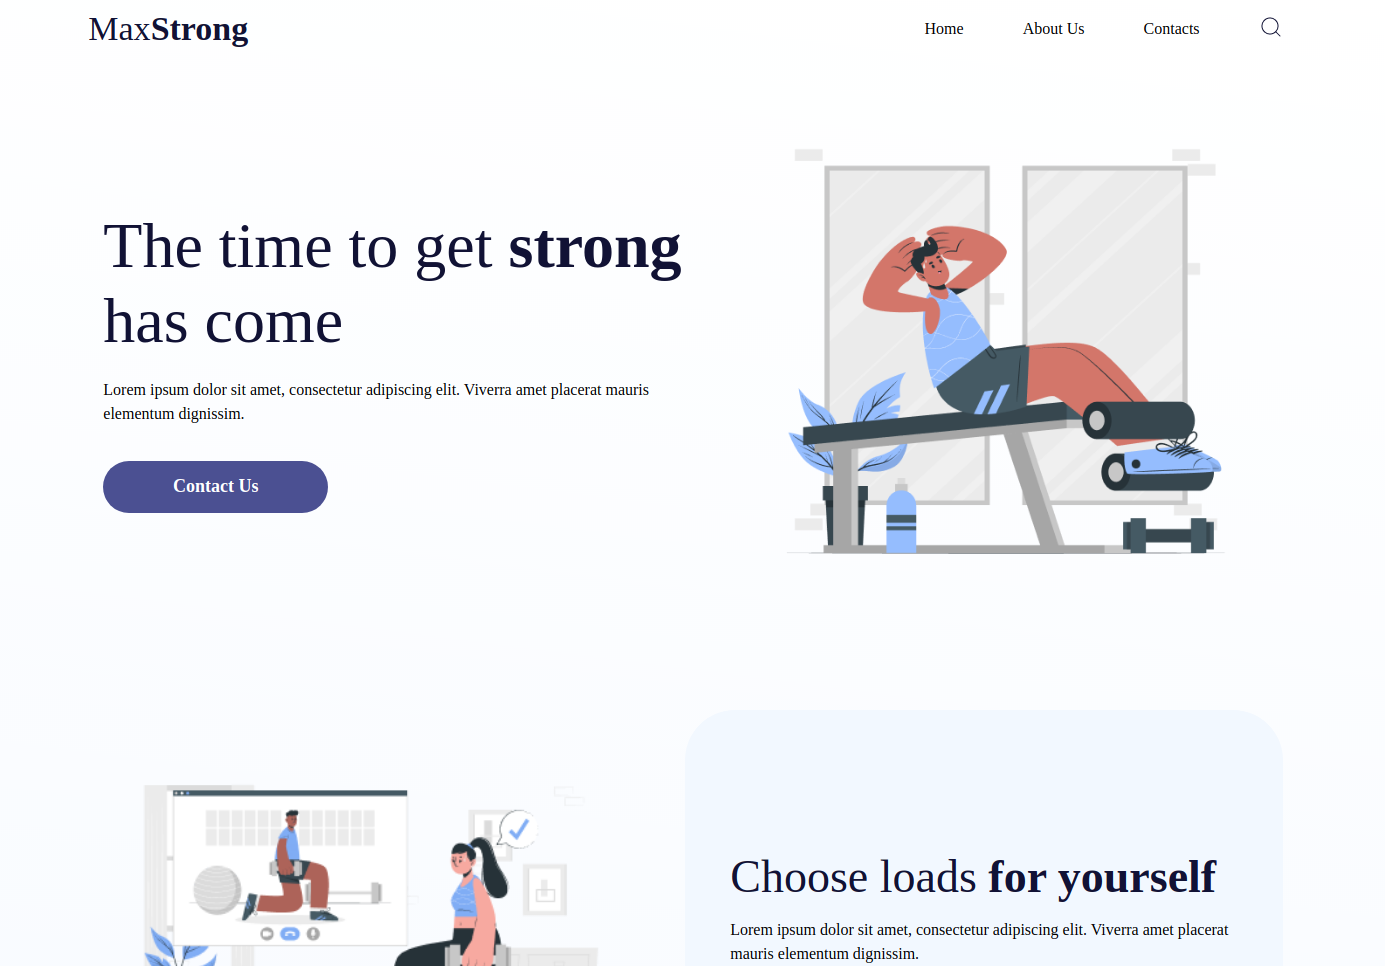 MaxStrong
Home
About Us
Contacts
The time to get strong
has come
Lorem ipsum dolor sit amet, consectetur adipiscing elit. Viverra amet placerat mauris
elementum dignissim.
Contact Us
Choose loads for yourself
Lorem ipsum dolor sit amet, consectetur adipiscing elit. Viverra amet placerat
mauris elementum dignissim.